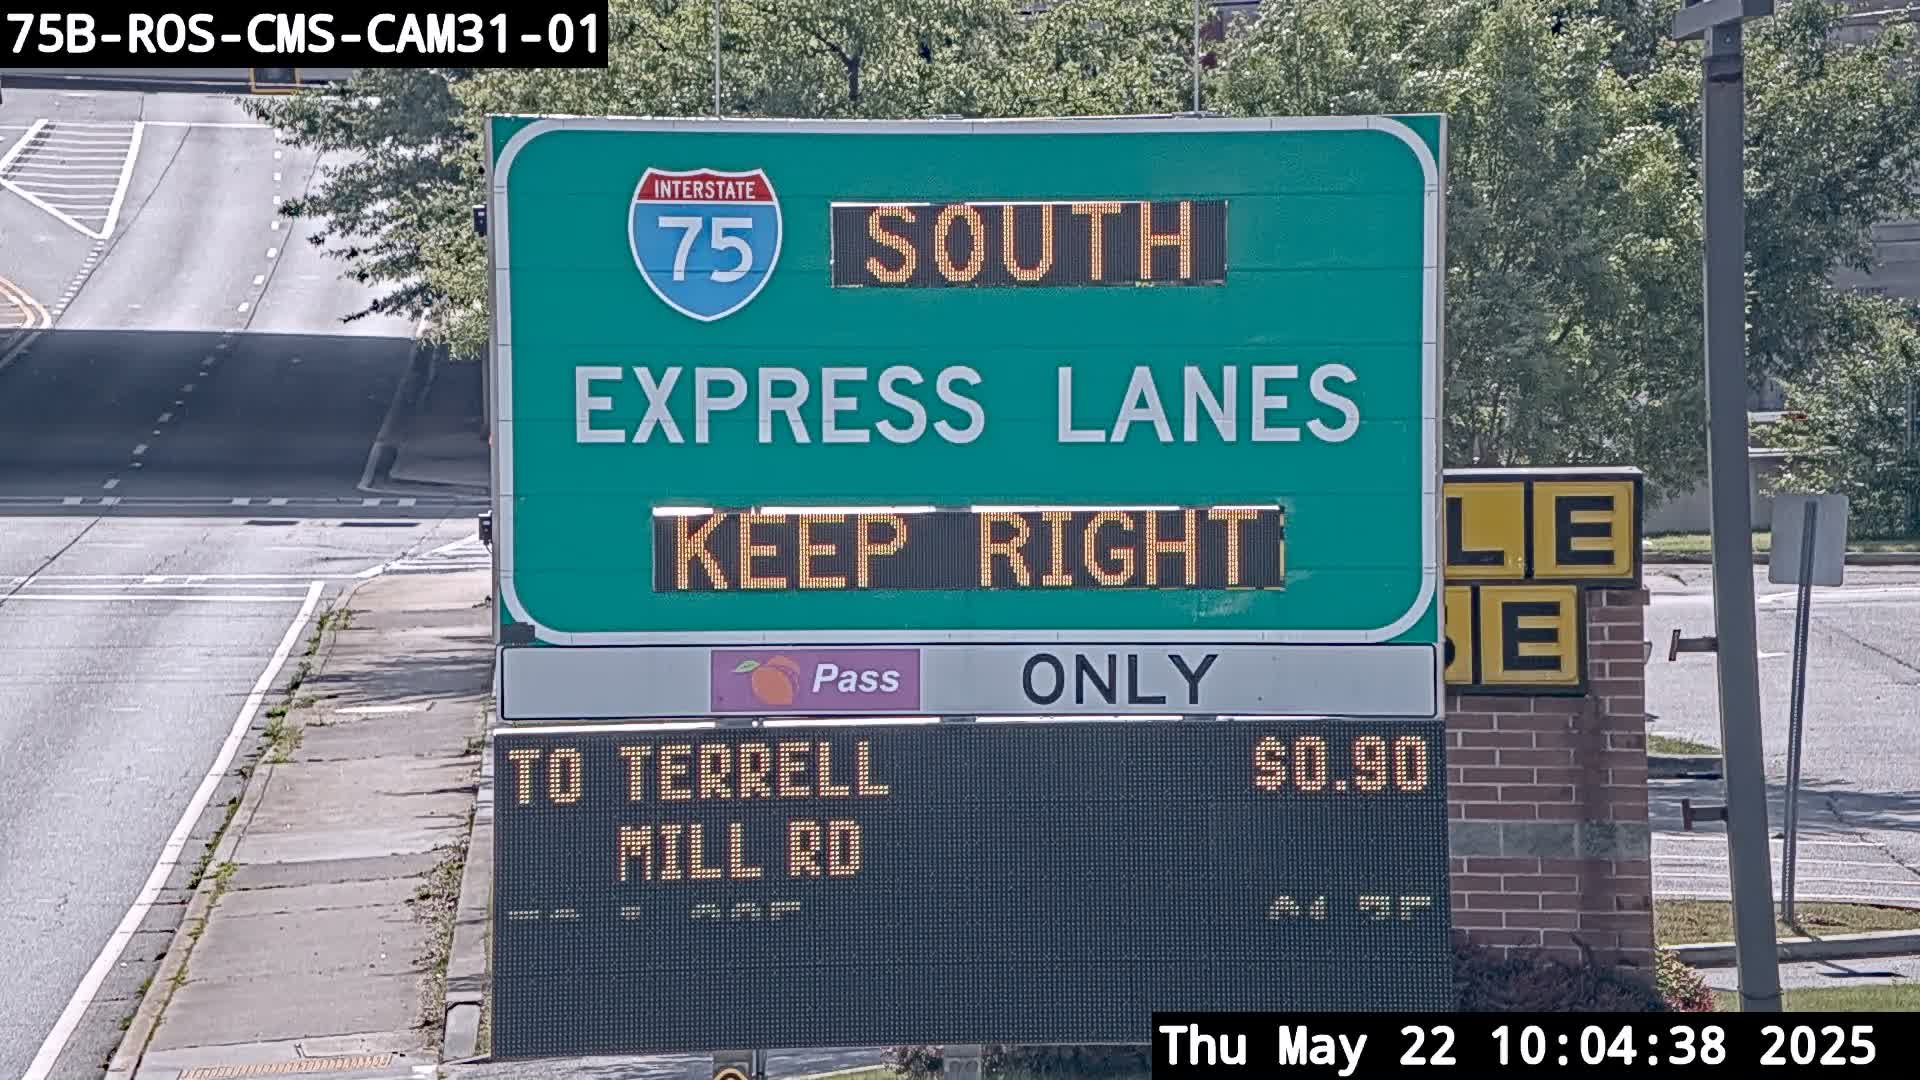 75B-ROS-CMS-CAM31-01
INTERSTATE
75
SOUTH
EXPRESS LANES
KEEP RIGHT
Pass ONLY
TO TERRELL $0.90
MILL RD
LE
E
Thu May 22 10:04:38 2025